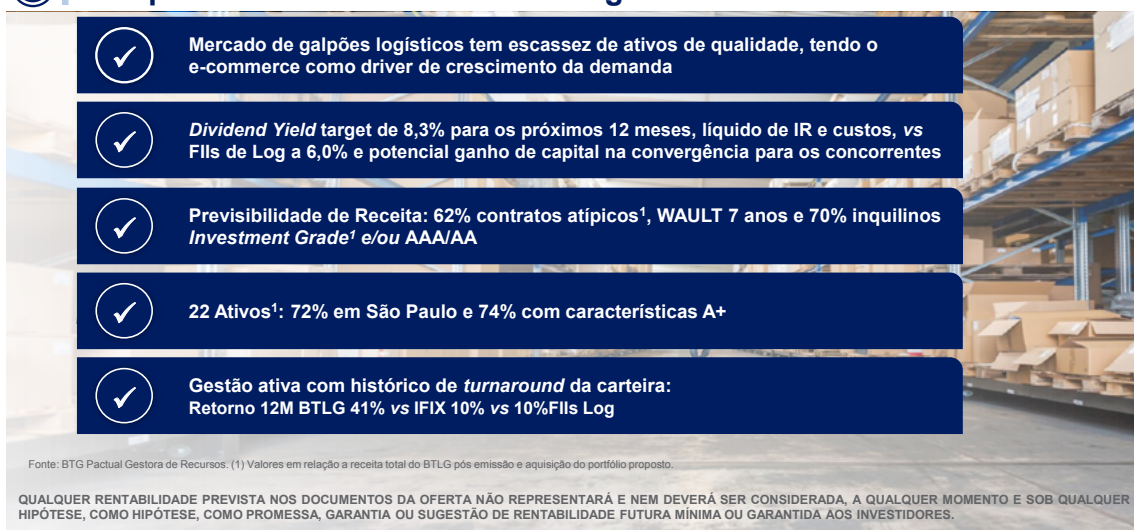 Mercado de galpões logísticos tem escassez de ativos de qualidade, tendo o
e-commerce como driver de crescimento da demanda
Dividend Yield target de 8,3% para os próximos 12 meses, líquido de IR e custos, vs
FIIs de Log a 6,0% e potencial ganho de capital na convergência para os concorrentes
Previsibilidade de Receita: 62% contratos atípicos¹, WAULT 7 anos e 70% inquilinos
Investment Grade¹ e/ou AAA/AA
22 Ativos¹: 72% em São Paulo e 74% com características A+
Gestão ativa com histórico de turnaround da carteira:
Retorno 12M BTLG 41% vs IFIX 10% vs 10%FIIs Log
Fonte: BTG Pactual Gestora de Recursos. (1) Valores em relação a receita total do BTLG pós emissão e aquisição do portfólio proposto.
QUALQUER RENTABILIDADE PREVISTA NOS DOCUMENTOS DA OFERTA NÃO REPRESENTARÁ E NEM DEVERÁ SER CONSIDERADA, A QUALQUER MOMENTO E SOB QUALQUER
HIPÓTESE, COMO HIPÓTESE, COMO PROMESSA, GARANTIA OU SUGESTÃO DE RENTABILIDADE FUTURA MÍNIMA OU GARANTIDA AOS INVESTIDORES.